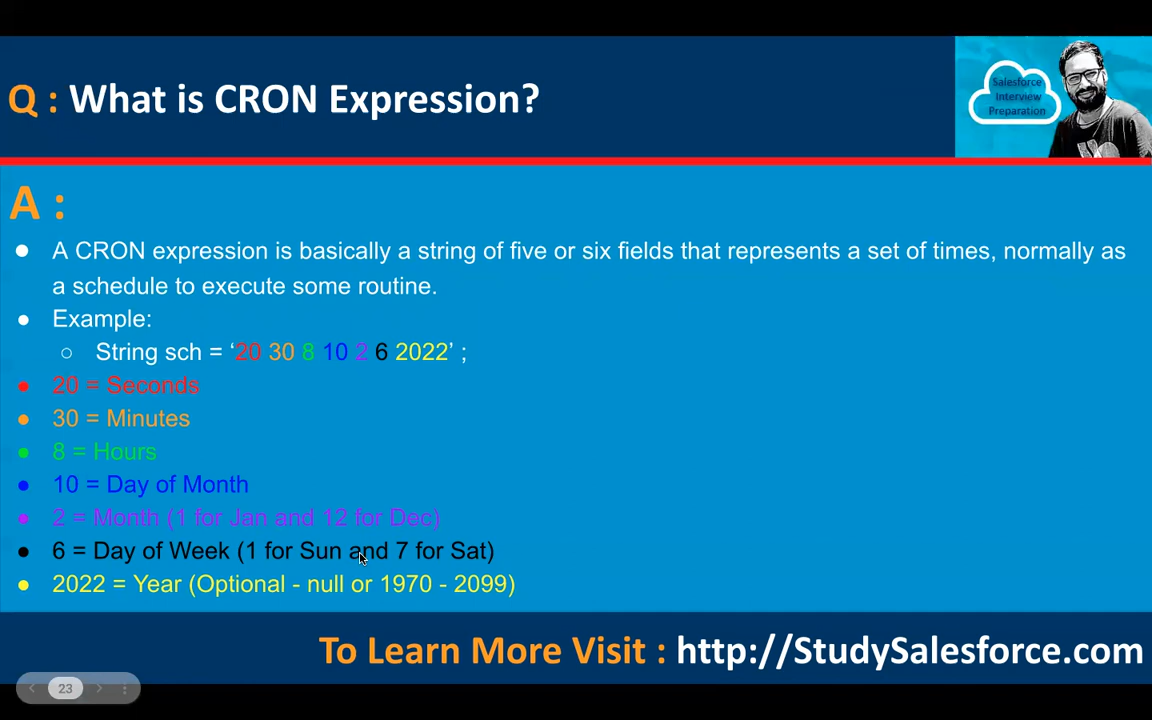 Q : What is CRON Expression?
Salesforce
Interview
Preparation
A :
● A CRON expression is basically a string of five or six fields that represents a set of times, normally as
a schedule to execute some routine.
● Example:
○ String sch = ‘20 30 8 10 2 6 2022’ ;
● 20 = Seconds
● 30 = Minutes
● 8 = Hours
● 10 = Day of Month
● 2 = Month (1 for Jan and 12 for Dec)
● 6 = Day of Week (1 for Sun and 7 for Sat)
● 2022 = Year (Optional - null or 1970 - 2099)
To Learn More Visit : http://StudySalesforce.com
23